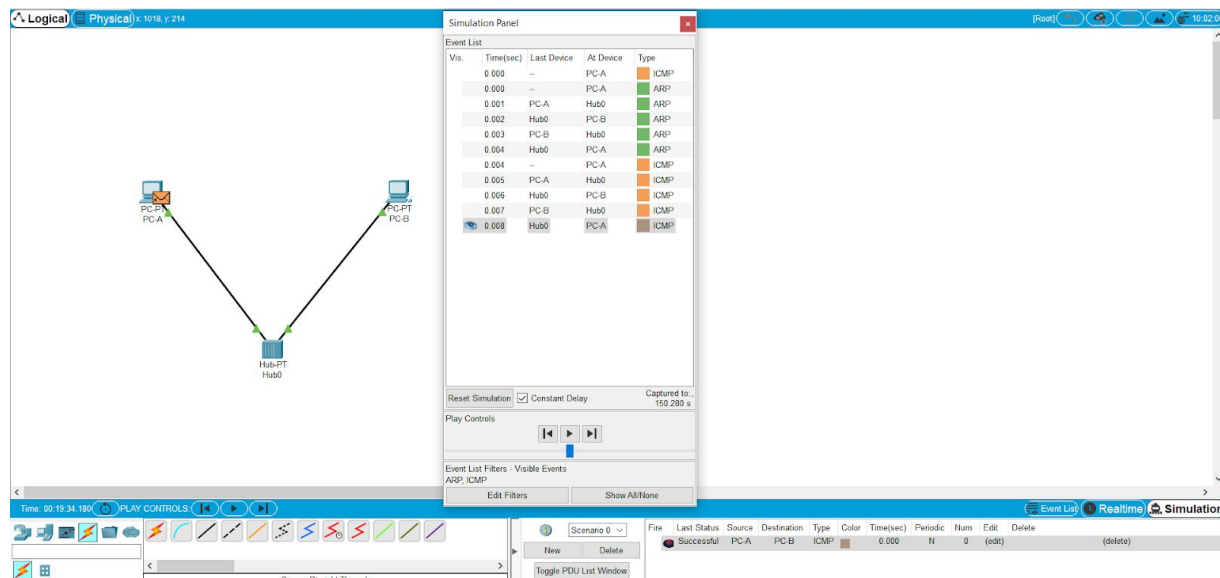 Logical Physical x: 1018, y: 214 [Root] 10:02:0
Simulation Panel
Event List
Vis. Time(sec) Last Device At Device Type
0.000 -- PC-A ICMP
0.000 -- PC-A ARP
0.001 PC-A Hub0 ARP
0.002 Hub0 PC-B ARP
0.003 PC-B Hub0 ARP
0.004 Hub0 PC-A ARP
0.004 -- PC-A ICMP
0.005 PC-A Hub0 ICMP
0.006 Hub0 PC-B ICMP
0.007 PC-B Hub0 ICMP
0.008 Hub0 PC-A ICMP
PC-PT
PC-A
PC-PT
PC-B
Hub-PT
Hub0
Reset Simulation Constant Delay Captured to:
150.280 s
Play Controls
Event List Filters - Visible Events
ARP, ICMP
Edit Filters Show All/None
Time: 00:19:34.180 PLAY CONTROLS: Event List Realtime Simulation
Scenario 0
New Delete
Toggle PDU List Window
Fire Last Status Source Destination Type Color Time(sec) Periodic Num Edit Delete
Successful PC-A PC-B ICMP 0.000 N 0 (edit) (delete)